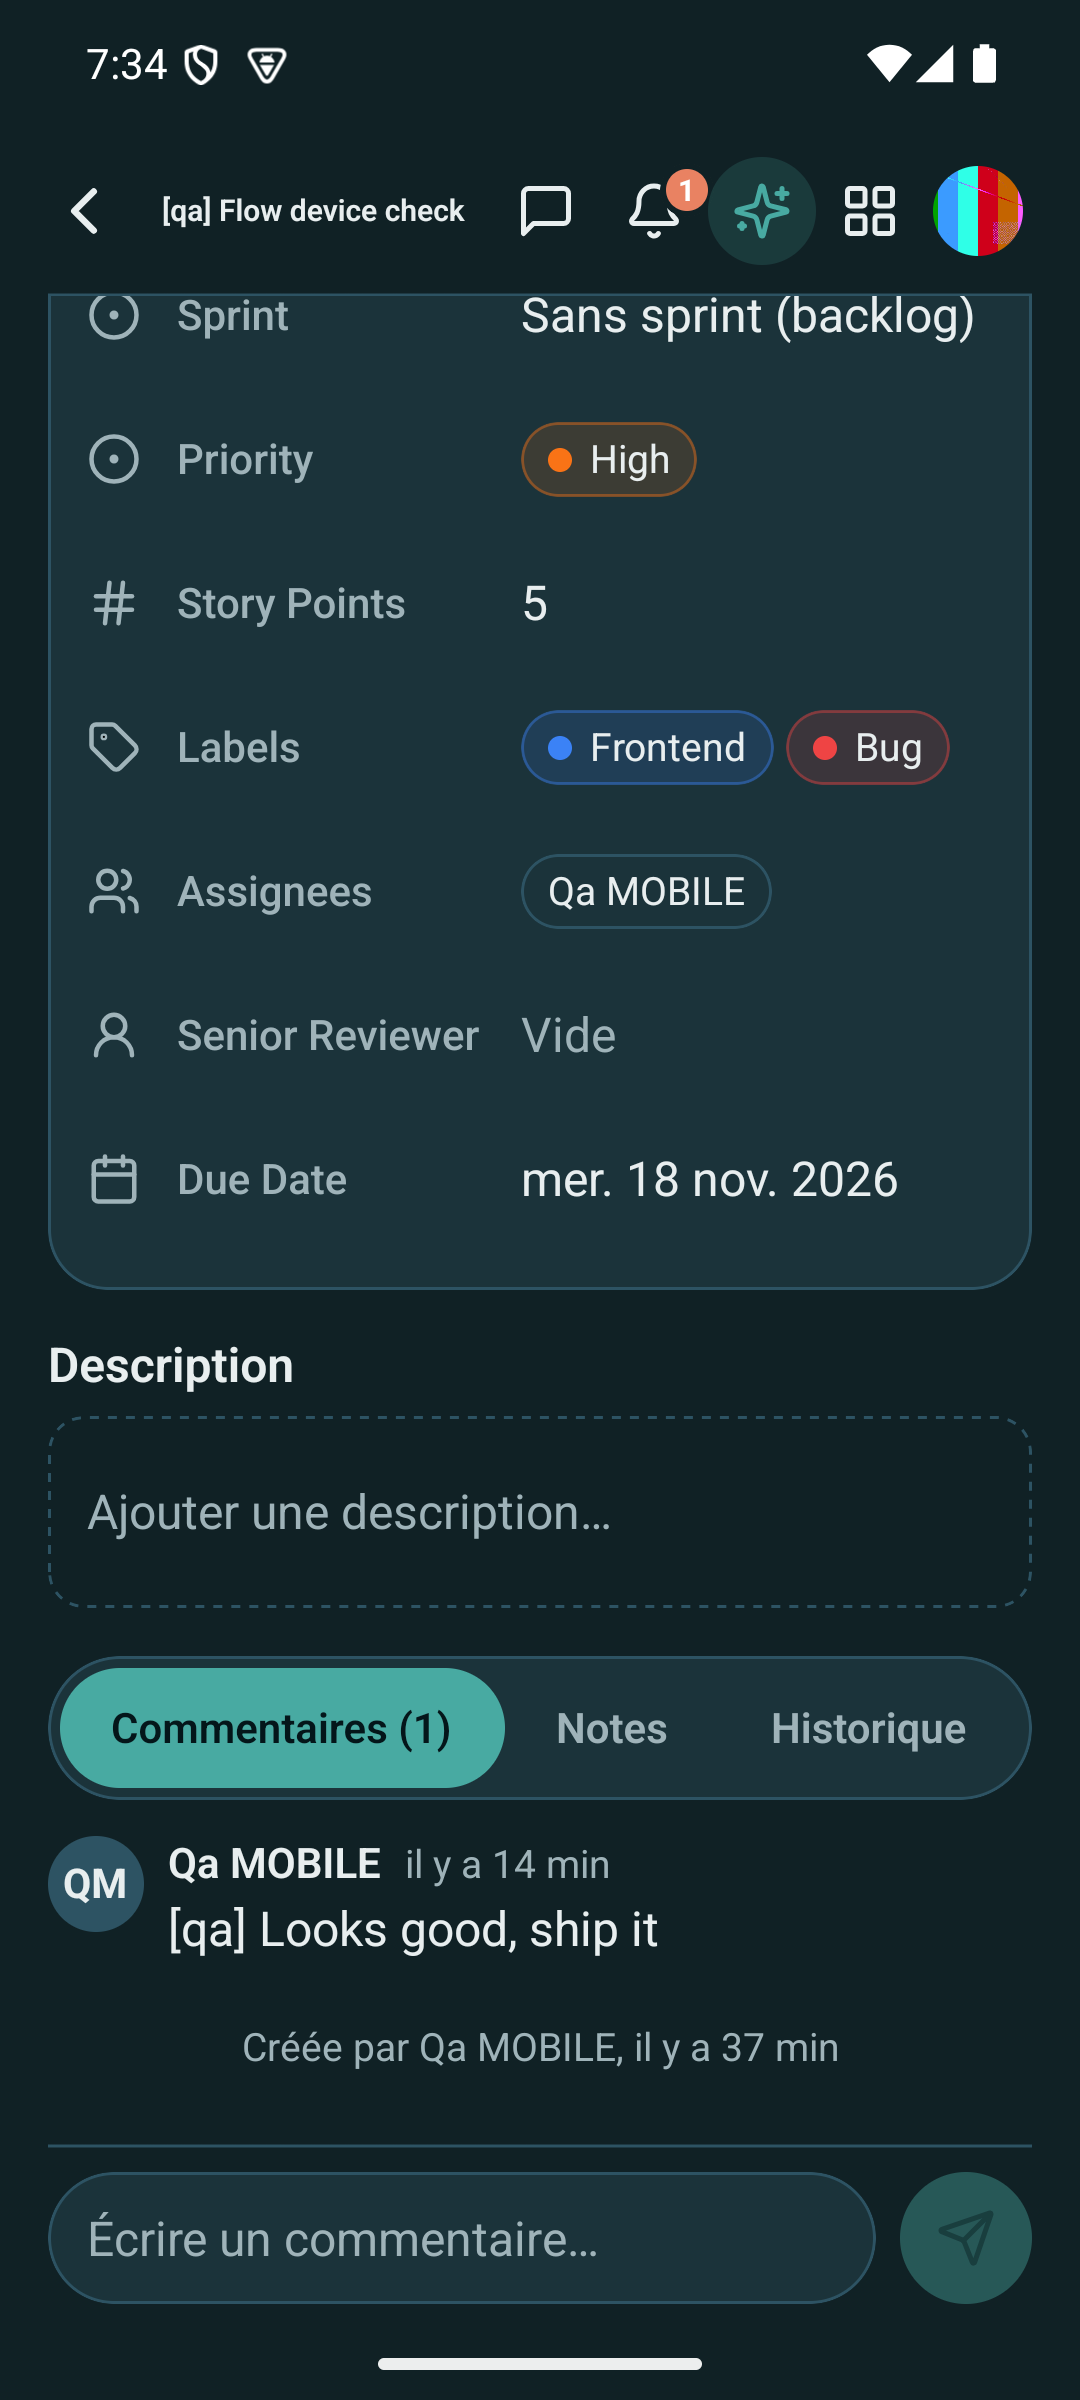 7:34
[qa] Flow device check
1
Sprint Sans sprint (backlog)
Priority High
Story Points 5
Labels Frontend Bug
Assignees Qa MOBILE
Senior Reviewer Vide
Due Date mer. 18 nov. 2026
Description
Ajouter une description…
Commentaires (1) Notes Historique
QM
Qa MOBILE il y a 14 min
[qa] Looks good, ship it
Créée par Qa MOBILE, il y a 37 min
Écrire un commentaire…